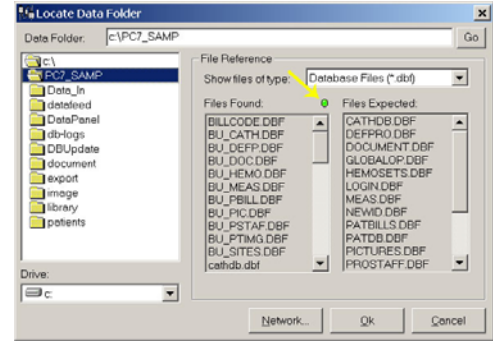 Locate Data Folder
Data Folder: c:\PC7_SAMP Go
c:\
PC7_SAMP
Data_In
datafeed
DataPanel
db-logs
DBUpdate
document
export
image
library
patients
Drive:
c:
File Reference
Show files of type: Database Files (*.dbf)
Files Found:
BILLCODE.DBF
BU_CATH.DBF
BU_DEFP.DBF
BU_DOC.DBF
BU_HEMO.DBF
BU_MEAS.DBF
BU_PBILL.DBF
BU_PIC.DBF
BU_PSTAF.DBF
BU_PTIMG.DBF
BU_SITES.DBF
cathdb.dbf
Files Expected:
CATHDB.DBF
DEFPRO.DBF
DOCUMENT.DBF
GLOBALOP.DBF
HEMOSETS.DBF
LOGIN.DBF
MEAS.DBF
NEWID.DBF
PATBILLS.DBF
PATDB.DBF
PICTURES.DBF
PROSTAFF.DBF
Network... Ok Cancel